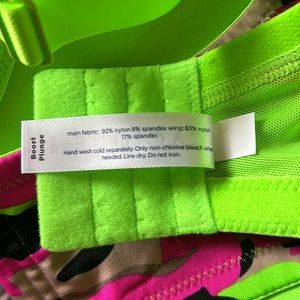 Boost
Plunge
main fabric: 92% nylon 8% spandex wing: 83% nylon
17% spandex
Hand wash cold separately. Only non-chlorine bleach when
needed. Line dry. Do not iron.